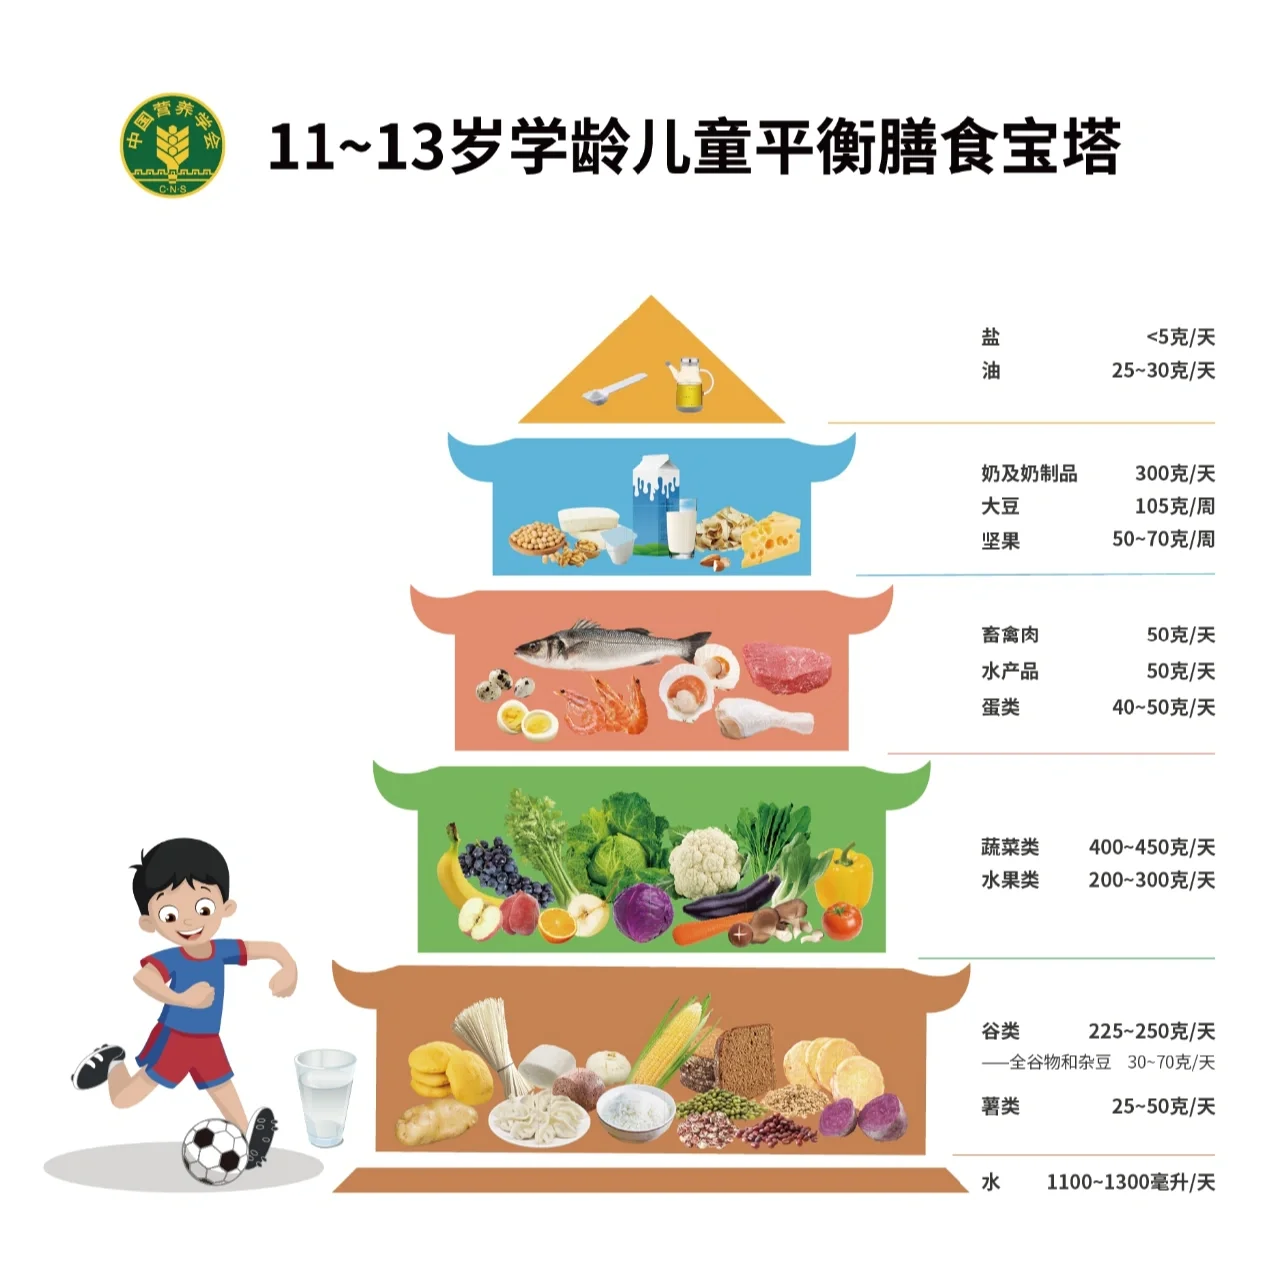 中国营养学会
C·N·S
11~13岁学龄儿童平衡膳食宝塔
盐 <5克/天
油 25~30克/天
奶及奶制品 300克/天
大豆 105克/周
坚果 50~70克/周
畜禽肉 50克/天
水产品 50克/天
蛋类 40~50克/天
蔬菜类 400~450克/天
水果类 200~300克/天
谷类 225~250克/天
——全谷物和杂豆 30~70克/天
薯类 25~50克/天
水 1100~1300毫升/天